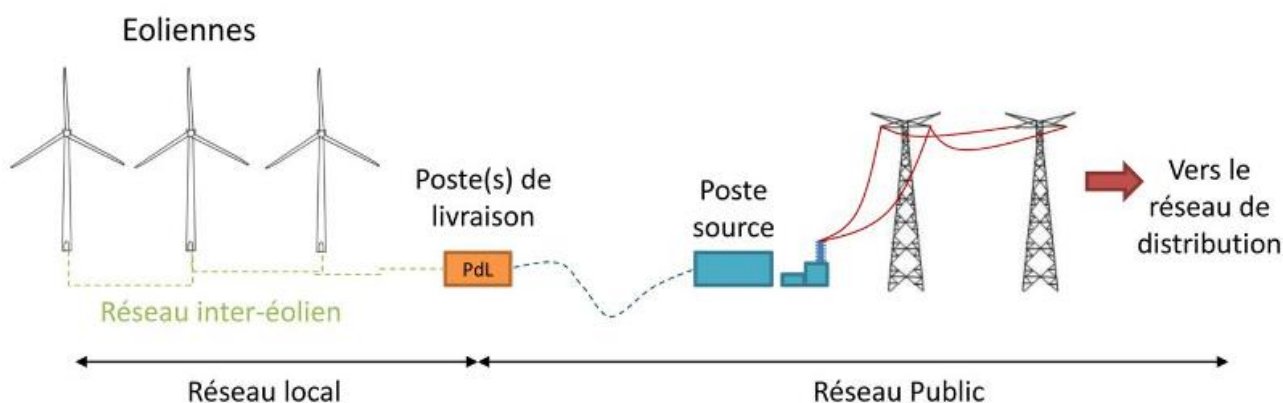 Eoliennes
Poste(s) de
livraison
PdL
Réseau inter-éolien
Poste
source
Vers le
réseau de
distribution
Réseau local
Réseau Public